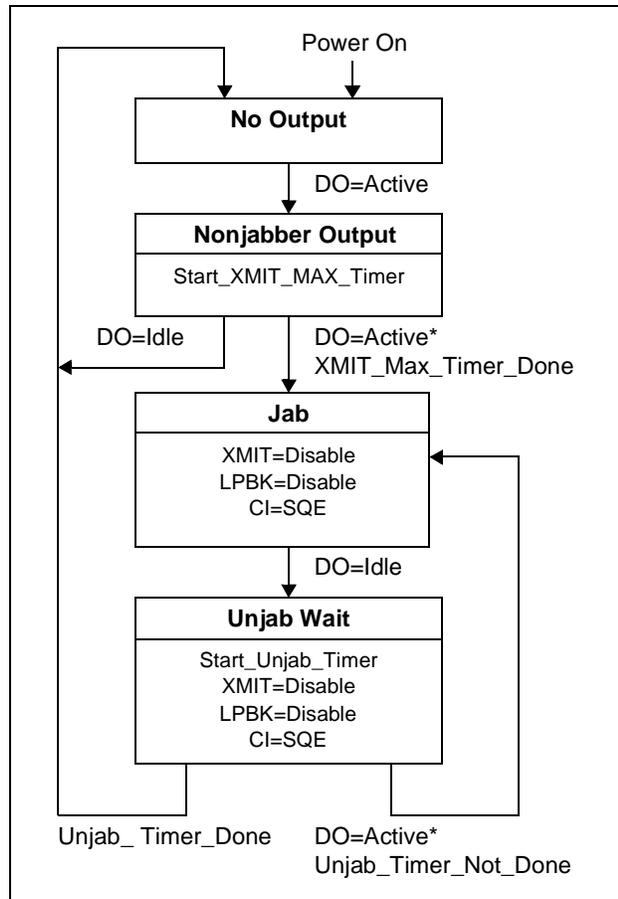 Power On
No Output
DO=Active
Nonjabber Output
Start_XMIT_MAX_Timer
DO=Idle
DO=Active*
XMIT_Max_Timer_Done
Jab
XMIT=Disable
LPBK=Disable
CI=SQE
DO=Idle
Unjab Wait
Start_Unjab_Timer
XMIT=Disable
LPBK=Disable
CI=SQE
Unjab_ Timer_Done
DO=Active*
Unjab_Timer_Not_Done